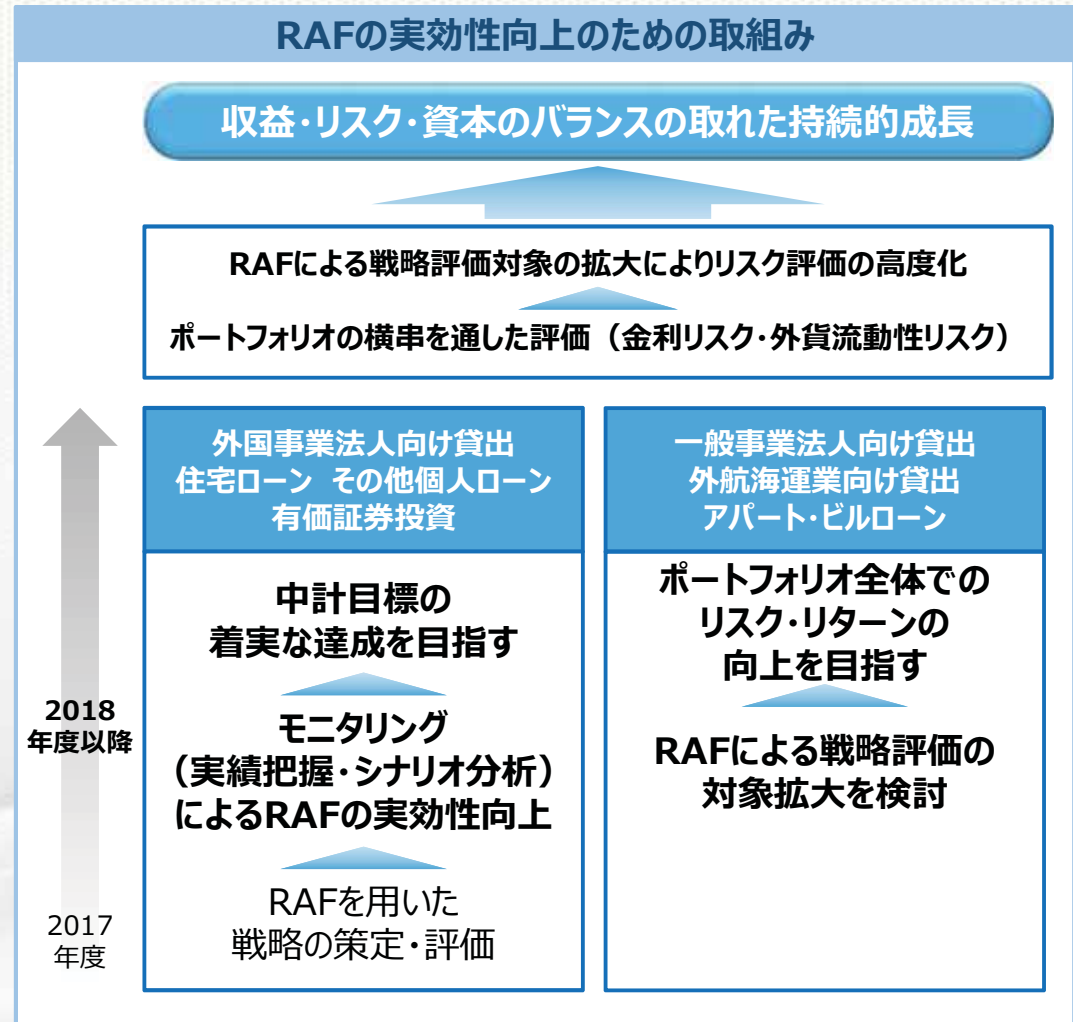 RAFの実効性向上のための取組み
収益・リスク・資本のバランスの取れた持続的成長
RAFによる戦略評価対象の拡大によりリスク評価の高度化
ポートフォリオの横串を通した評価（金利リスク・外貨流動性リスク）
外国事業法人向け貸出
住宅ローン その他個人ローン
有価証券投資
中計目標の
着実な達成を目指す
モニタリング
（実績把握・シナリオ分析）
によるRAFの実効性向上
RAFを用いた
戦略の策定・評価
一般事業法人向け貸出
外航海運業向け貸出
アパート・ビルローン
ポートフォリオ全体での
リスク・リターンの
向上を目指す
RAFによる戦略評価の
対象拡大を検討
2018
年度以降
2017
年度